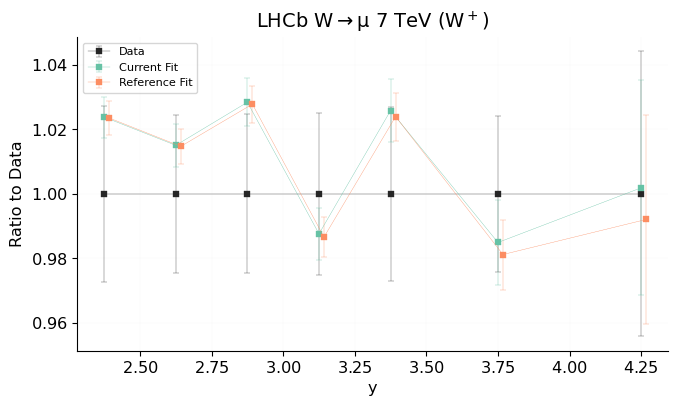 LHCb W→μ 7 TeV (W⁺)
Data
Current Fit
Reference Fit
Ratio to Data
1.04
1.02
1.00
0.98
0.96
2.50 2.75 3.00 3.25 3.50 3.75 4.00 4.25
y